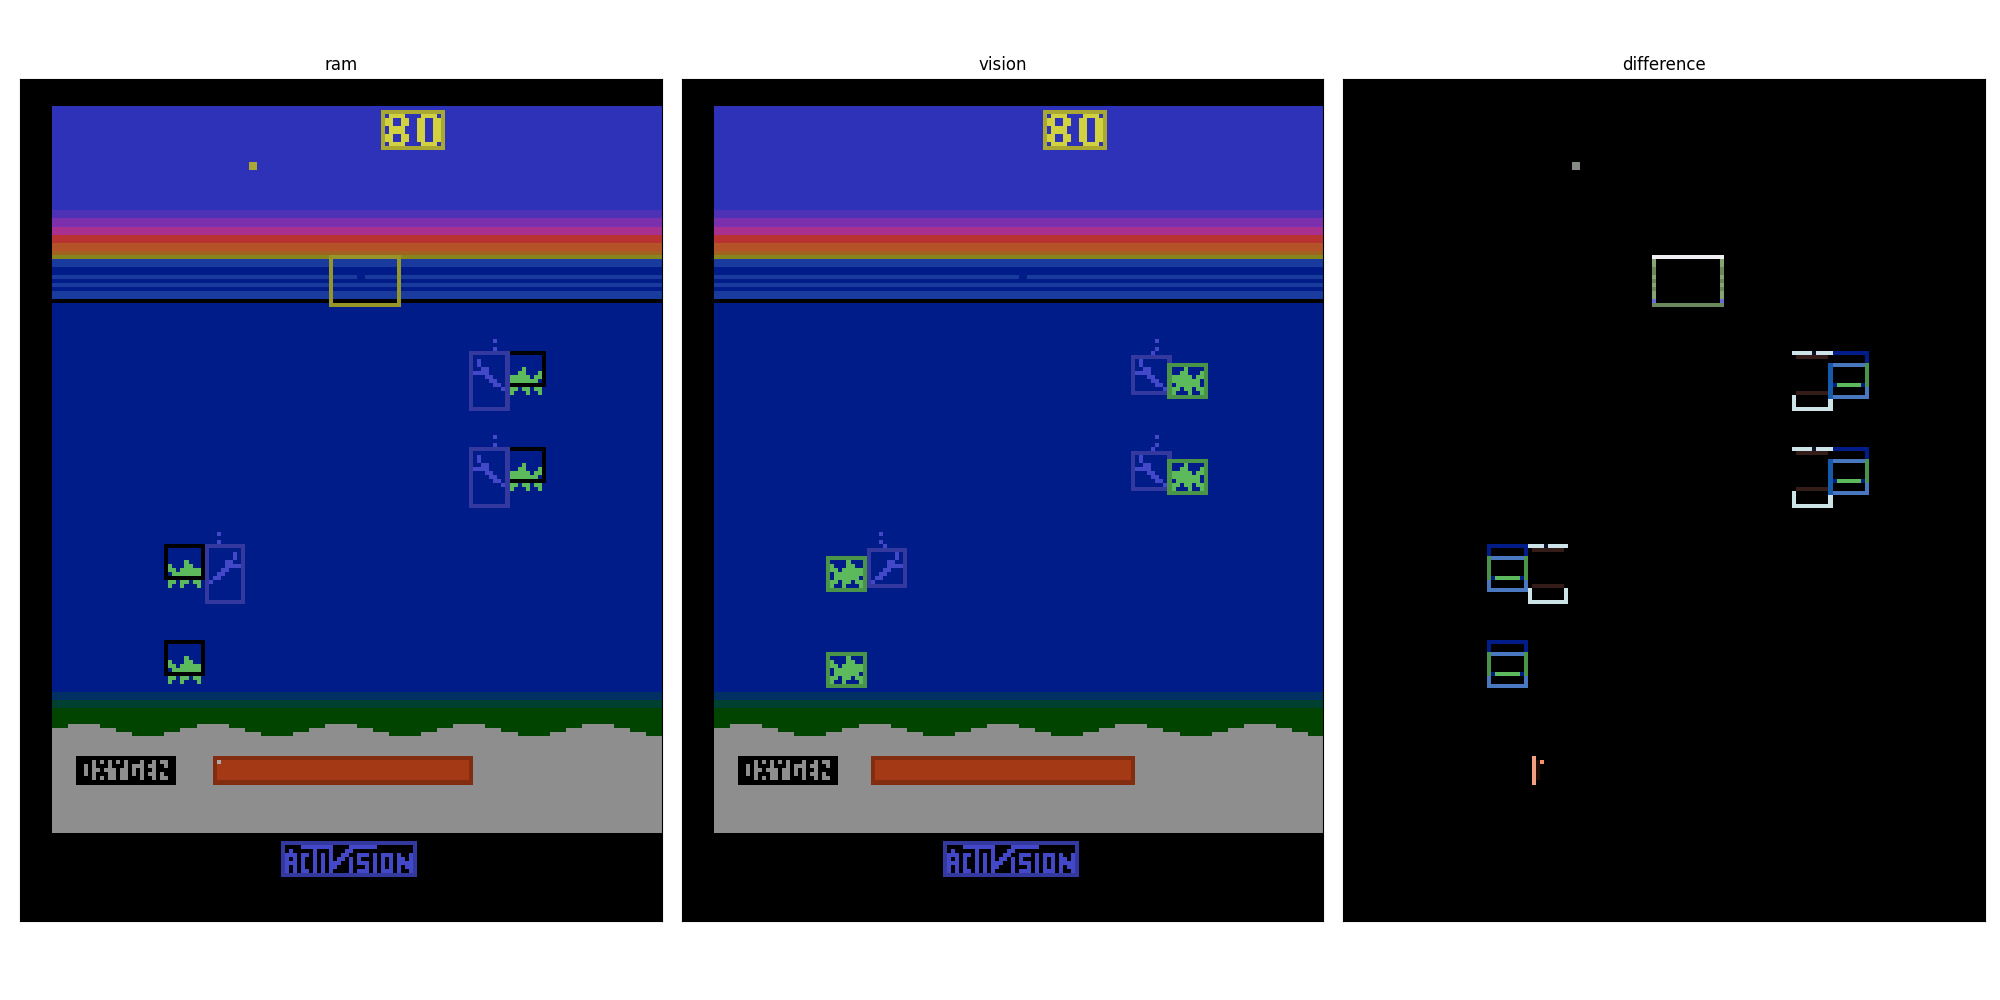 ram
vision
difference
80
80
OXYGEN
OXYGEN
ACTIVISION
ACTIVISION